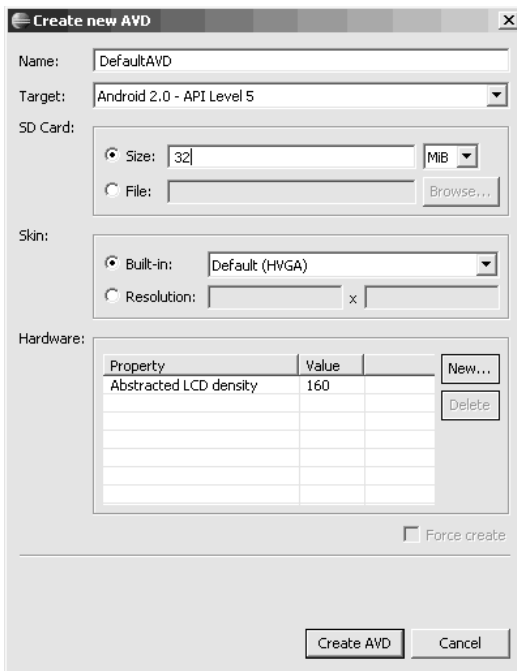 Create new AVD
Name: DefaultAVD
Target: Android 2.0 - API Level 5
SD Card:
Size: 32 MiB
File: Browse...
Skin:
Built-in: Default (HVGA)
Resolution: x
Hardware:
Property Value New...
Abstracted LCD density 160
Delete
Force create
Create AVD Cancel